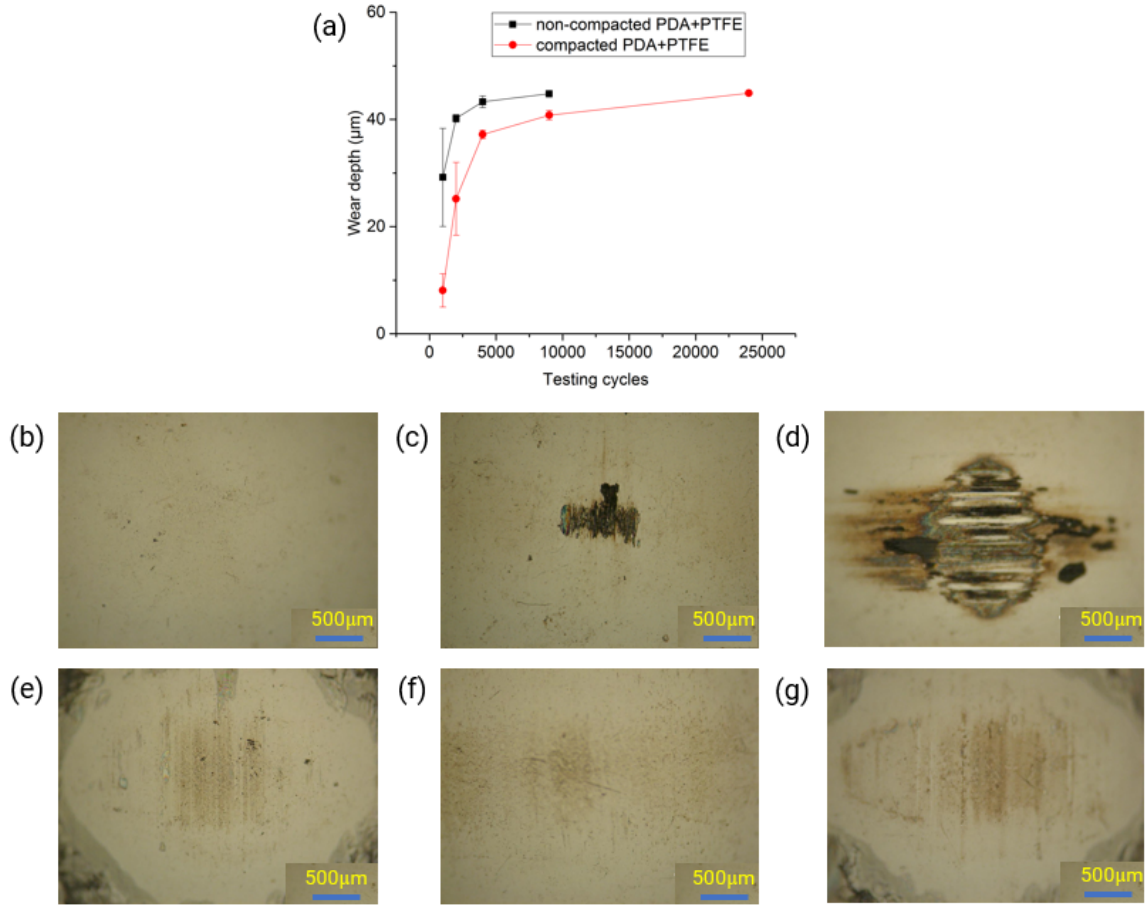 (a)
non-compacted PDA+PTFE
compacted PDA+PTFE
60
40
20
0
Wear depth (μm)
0 5000 10000 15000 20000 25000
Testing cycles
(b) (c) (d)
500μm 500μm 500μm
(e) (f) (g)
500μm 500μm 500μm